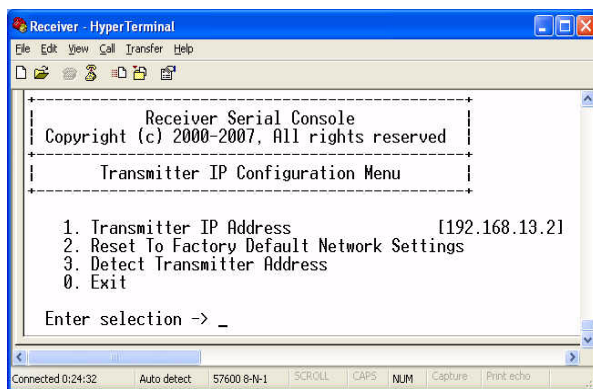 Receiver - HyperTerminal
File Edit View Call Transfer Help
+------------------------------------------------+
| Receiver Serial Console |
| Copyright (c) 2000-2007, All rights reserved |
+------------------------------------------------+
| Transmitter IP Configuration Menu |
+------------------------------------------------+
1. Transmitter IP Address [192.168.13.2]
2. Reset To Factory Default Network Settings
3. Detect Transmitter Address
0. Exit
Enter selection -> _
Connected 0:24:32 Auto detect 57600 8-N-1 SCROLL CAPS NUM Capture Print echo